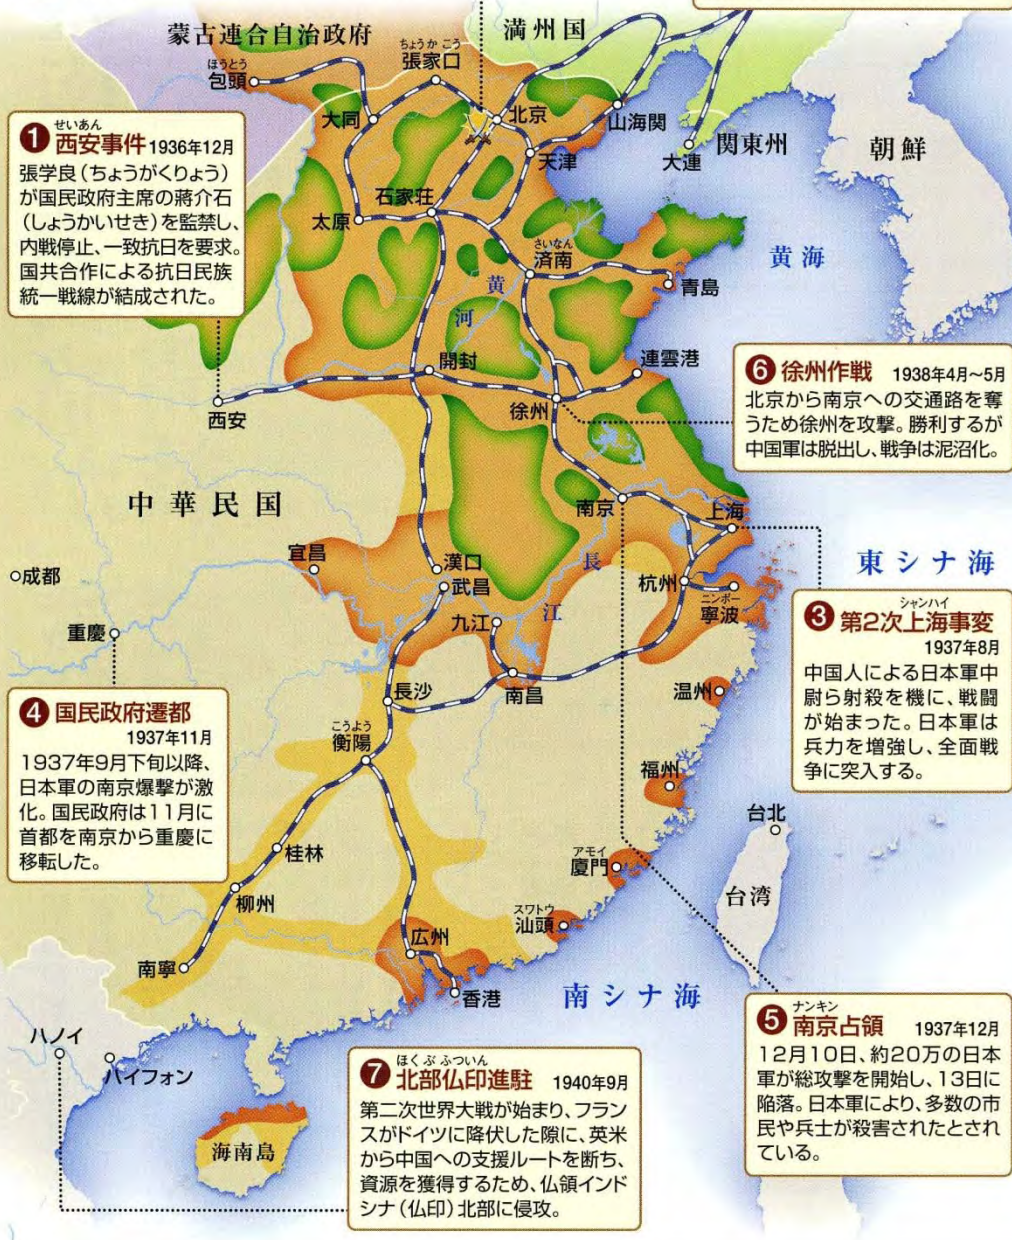 蒙古連合自治政府
満州国
ほうとう
包頭
ちょうかこう
張家口
大同
北京
山海関
天津
大連
関東州
朝鮮
❶ 西安事件 1936年12月
せいあん
張学良(ちょうがくりょう)
が国民政府主席の蔣介石
(しょうかいせき)を監禁し、
内戦停止、一致抗日を要求。
国共合作による抗日民族
統一戦線が結成された。
石家荘
太原
さいなん
済南
青島
黄海
黄
河
開封
連雲港
西安
徐州
❻ 徐州作戦 1938年4月~5月
北京から南京への交通路を奪
うため徐州を攻撃。勝利するが
中国軍は脱出し、戦争は泥沼化。
中華民国
南京
上海
東シナ海
宜昌
漢口
武昌
長
江
杭州
ニンポー
寧波
成都
重慶
九江
南昌
長沙
温州
シャンハイ
❸ 第2次上海事変
1937年8月
中国人による日本軍中
尉ら射殺を機に、戦闘
が始まった。日本軍は
兵力を増強し、全面戦
争に突入する。
❹ 国民政府遷都
1937年11月
1937年9月下旬以降、
日本軍の南京爆撃が激
化。国民政府は11月に
首都を南京から重慶に
移転した。
こうよう
衡陽
福州
台北
桂林
アモイ
廈門
台湾
柳州
スワトウ
汕頭
広州
南寧
香港
南シナ海
ナンキン
❺ 南京占領 1937年12月
12月10日、約20万の日本
軍が総攻撃を開始し、13日に
陥落。日本軍により、多数の市
民や兵士が殺害されたとされ
ている。
ハノイ
ハイフォン
海南島
ほくぶふついん
❼ 北部仏印進駐 1940年9月
第二次世界大戦が始まり、フラン
スがドイツに降伏した隙に、英米
から中国への支援ルートを断ち、
資源を獲得するため、仏領インド
シナ(仏印)北部に侵攻。